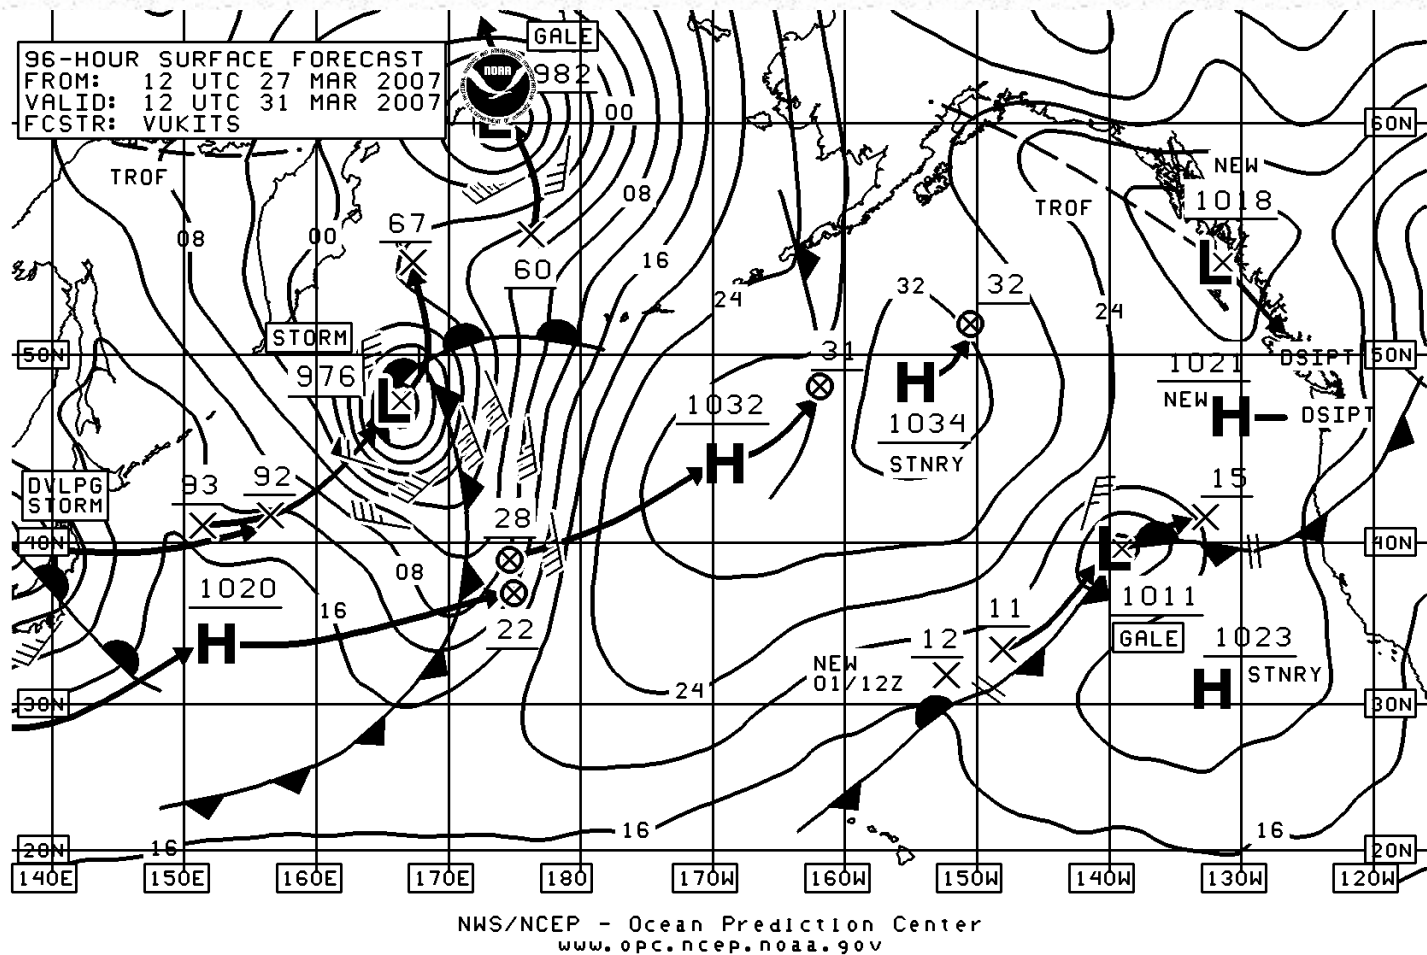 GALE
96-HOUR SURFACE FORECAST
FROM: 12 UTC 27 MAR 2007
VALID: 12 UTC 31 MAR 2007
FCSTR: VUKITS
NOAA
982
L
00
60N
TROF
08
NEW
1018
TROF
67
08
00
60
16
L
32
32
24
24
STORM
976
L
50N
31
1021
DSIPT
50N
H
1032
1034
STNRY
NEW
H
DSIPT
H
93
92
15
DVLPG
STORM
28
40N
L
40N
08
1020
16
22
11
1011
GALE
1023
STNRY
H
12
NEW
01/12Z
24
H
30N
30N
16
16
16
20N
20N
140E
150E
160E
170E
180
170W
160W
150W
140W
130W
120W
NWS/NCEP – Ocean Prediction Center
www.opc.ncep.noaa.gov